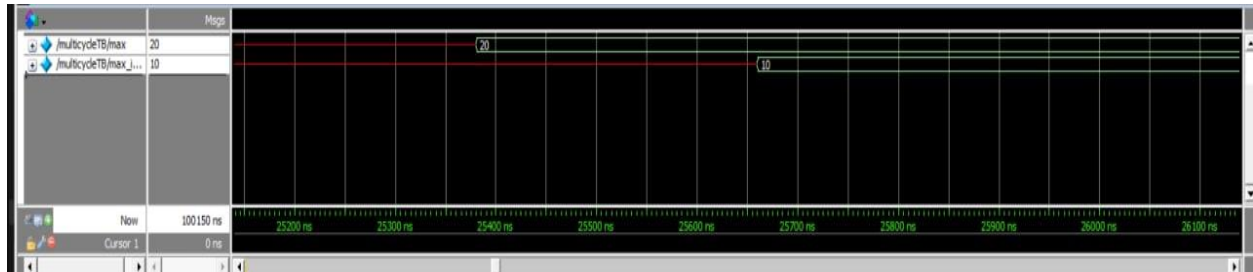 Msgs
/multicycleTB/max 20 20
/multicycleTB/max_i... 10 10
Now 100150 ns 25200 ns 25300 ns 25400 ns 25500 ns 25600 ns 25700 ns 25800 ns 25900 ns 26000 ns 26100 ns
Cursor 1 0 ns